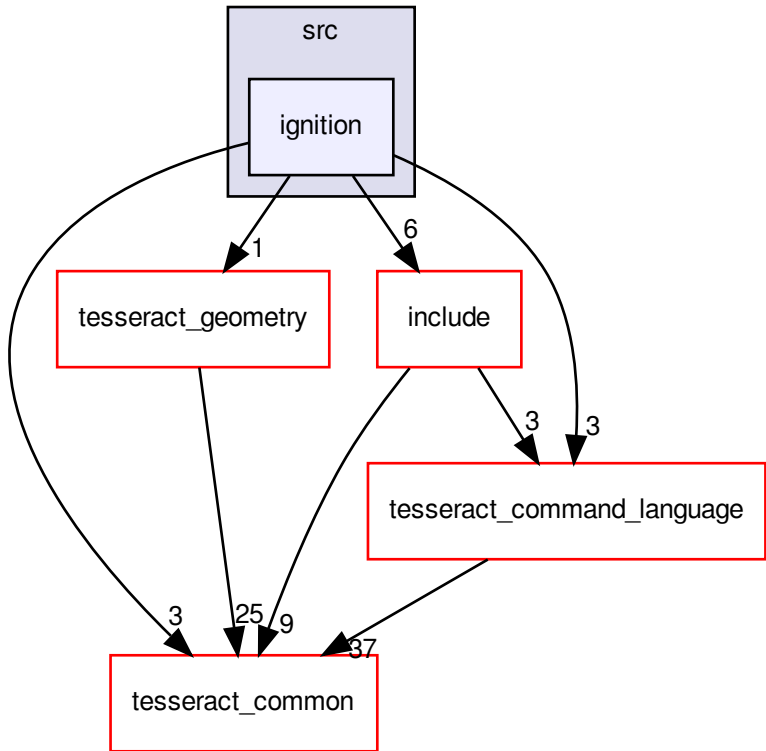 src
ignition
1
6
tesseract_geometry
include
3
3
tesseract_command_language
3
25
9
37
tesseract_common